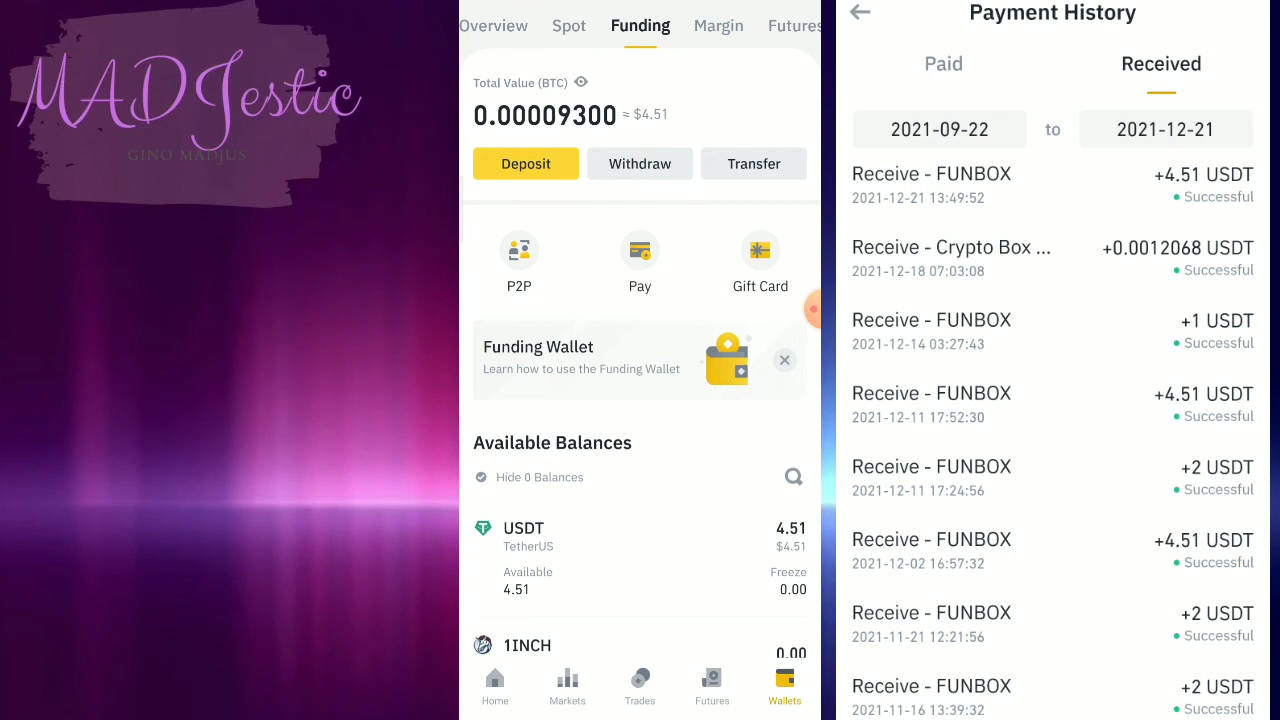 MADJestic
GINO MADJUS
Overview Spot Funding Margin Futures
Total Value (BTC)
0.00009300 ≈ $4.51
Deposit Withdraw Transfer
P2P Pay Gift Card
Funding Wallet
Learn how to use the Funding Wallet
Available Balances
Hide 0 Balances
USDT 4.51
TetherUS $4.51
Available Freeze
4.51 0.00
1INCH 0.00
Home Markets Trades Futures Wallets
Payment History
Paid Received
2021-09-22 to 2021-12-21
Receive - FUNBOX +4.51 USDT
2021-12-21 13:49:52 Successful
Receive - Crypto Box ... +0.0012068 USDT
2021-12-18 07:03:08 Successful
Receive - FUNBOX +1 USDT
2021-12-14 03:27:43 Successful
Receive - FUNBOX +4.51 USDT
2021-12-11 17:52:30 Successful
Receive - FUNBOX +2 USDT
2021-12-11 17:24:56 Successful
Receive - FUNBOX +4.51 USDT
2021-12-02 16:57:32 Successful
Receive - FUNBOX +2 USDT
2021-11-21 12:21:56 Successful
Receive - FUNBOX +2 USDT
2021-11-16 13:39:32 Successful